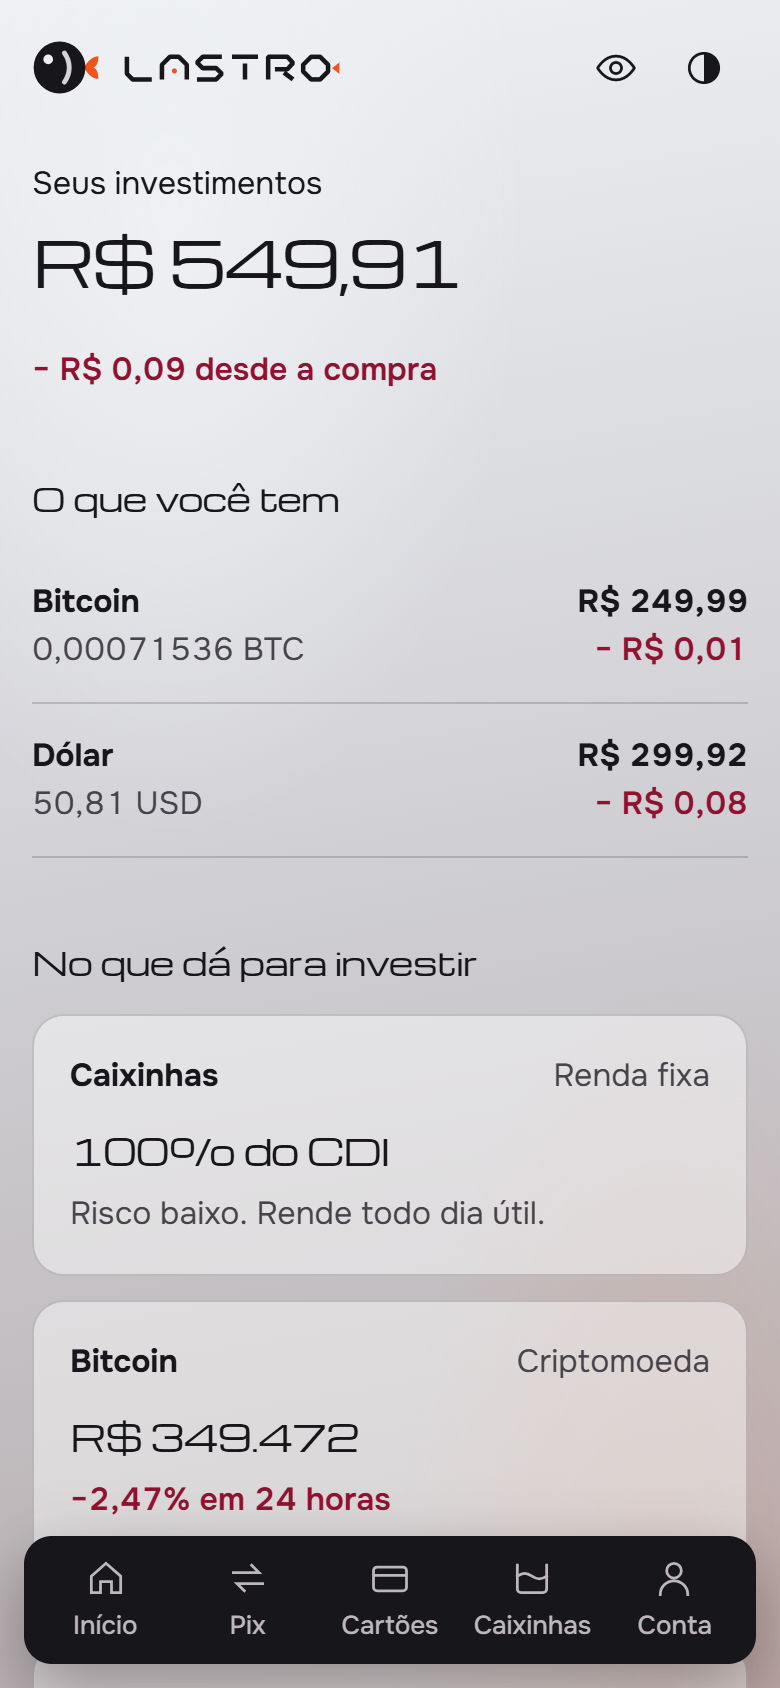 LASTRO
Seus investimentos
R$ 549,91
− R$ 0,09 desde a compra
O que você tem
Bitcoin
R$ 249,99
0,00071536 BTC
− R$ 0,01
Dólar
R$ 299,92
50,81 USD
− R$ 0,08
No que dá para investir
Caixinhas
Renda fixa
100% do CDI
Risco baixo. Rende todo dia útil.
Bitcoin
Criptomoeda
R$ 349.472
−2,47% em 24 horas
Início
Pix
Cartões
Caixinhas
Conta